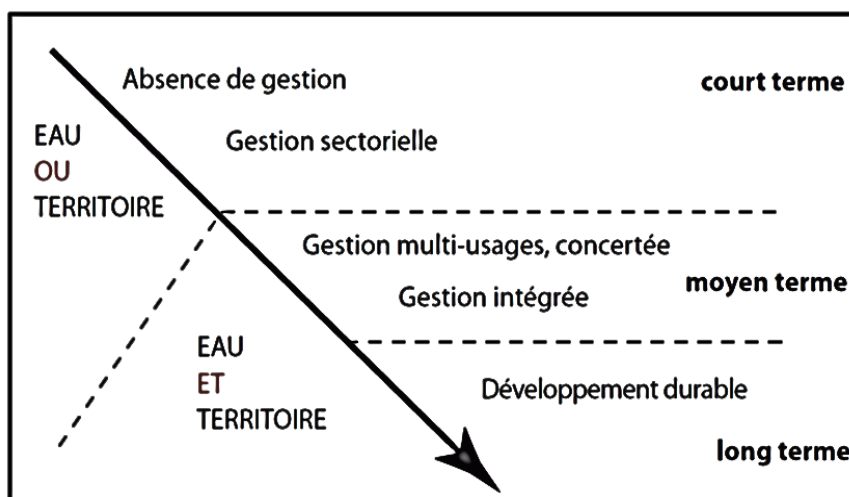 Absence de gestion
court terme
EAU
OU
TERRITOIRE
Gestion sectorielle
Gestion multi-usages, concertée
moyen terme
Gestion intégrée
EAU
ET
TERRITOIRE
Développement durable
long terme